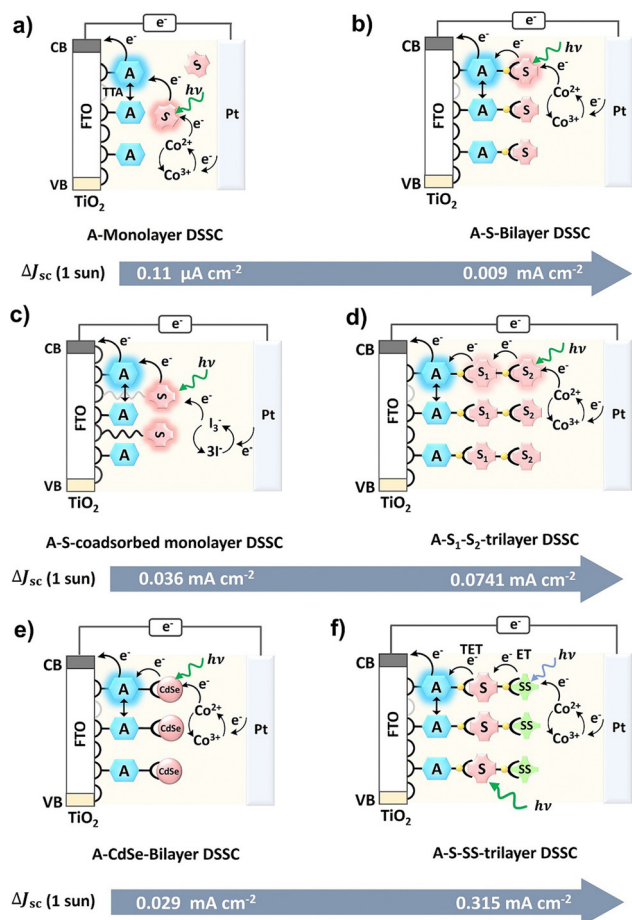 a)
e-
CB
e-
A
e-
S
hν
TTA
FTO
A
S
e-
Pt
Co2+
A
e-
Co3+
VB
TiO2
A-Monolayer DSSC
b)
e-
CB
e-
e-
hν
A
S
e-
FTO
A
S
Co2+
e-
Co3+
Pt
A
S
VB
TiO2
A-S-Bilayer DSSC
ΔJsc (1 sun) 0.11 μA cm-2 0.009 mA cm-2
c)
e-
CB
e-
e-
hν
A
S
e-
FTO
A
I3-
Pt
S
3I-
e-
A
VB
TiO2
A-S-coadsorbed monolayer DSSC
d)
e-
CB
e-
e-
e-
hν
A
S1
S2
e-
FTO
A
S1
S2
Co2+
e-
Co3+
Pt
A
S1
S2
VB
TiO2
A-S1-S2-trilayer DSSC
ΔJsc (1 sun) 0.036 mA cm-2 0.0741 mA cm-2
e)
e-
CB
e-
e-
hν
A
CdSe
e-
FTO
A
CdSe
Co2+
e-
Co3+
Pt
A
CdSe
VB
TiO2
A-CdSe-Bilayer DSSC
f)
e-
CB
TET
ET
hν
e-
e-
e-
A
S
SS
e-
FTO
A
S
SS
Co2+
e-
Co3+
Pt
A
S
SS
VB
hν
TiO2
A-S-SS-trilayer DSSC
ΔJsc (1 sun) 0.029 mA cm-2 0.315 mA cm-2